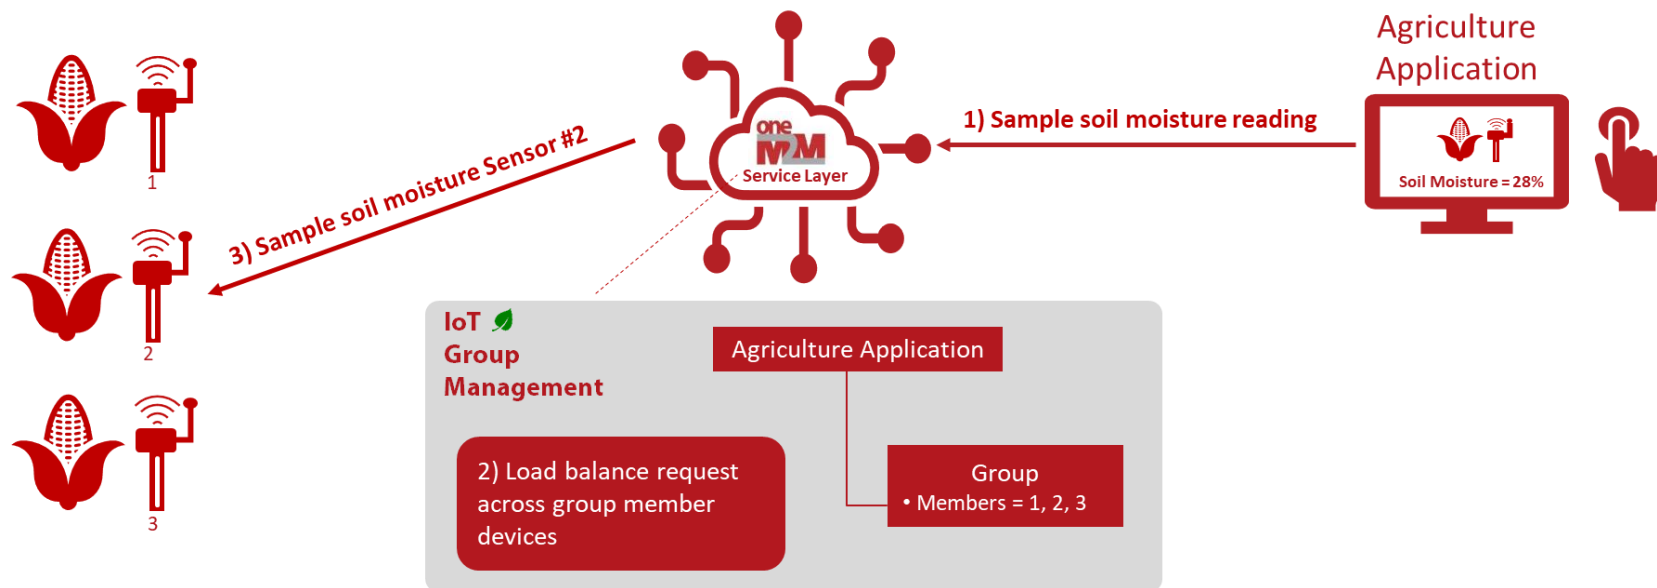 Agriculture
Application
1) Sample soil moisture reading
Soil Moisture = 28%
one
M2M
Service Layer
3) Sample soil moisture Sensor #2
1
2
3
IoT
Group
Management
Agriculture Application
2) Load balance request
across group member
devices
Group
• Members = 1, 2, 3